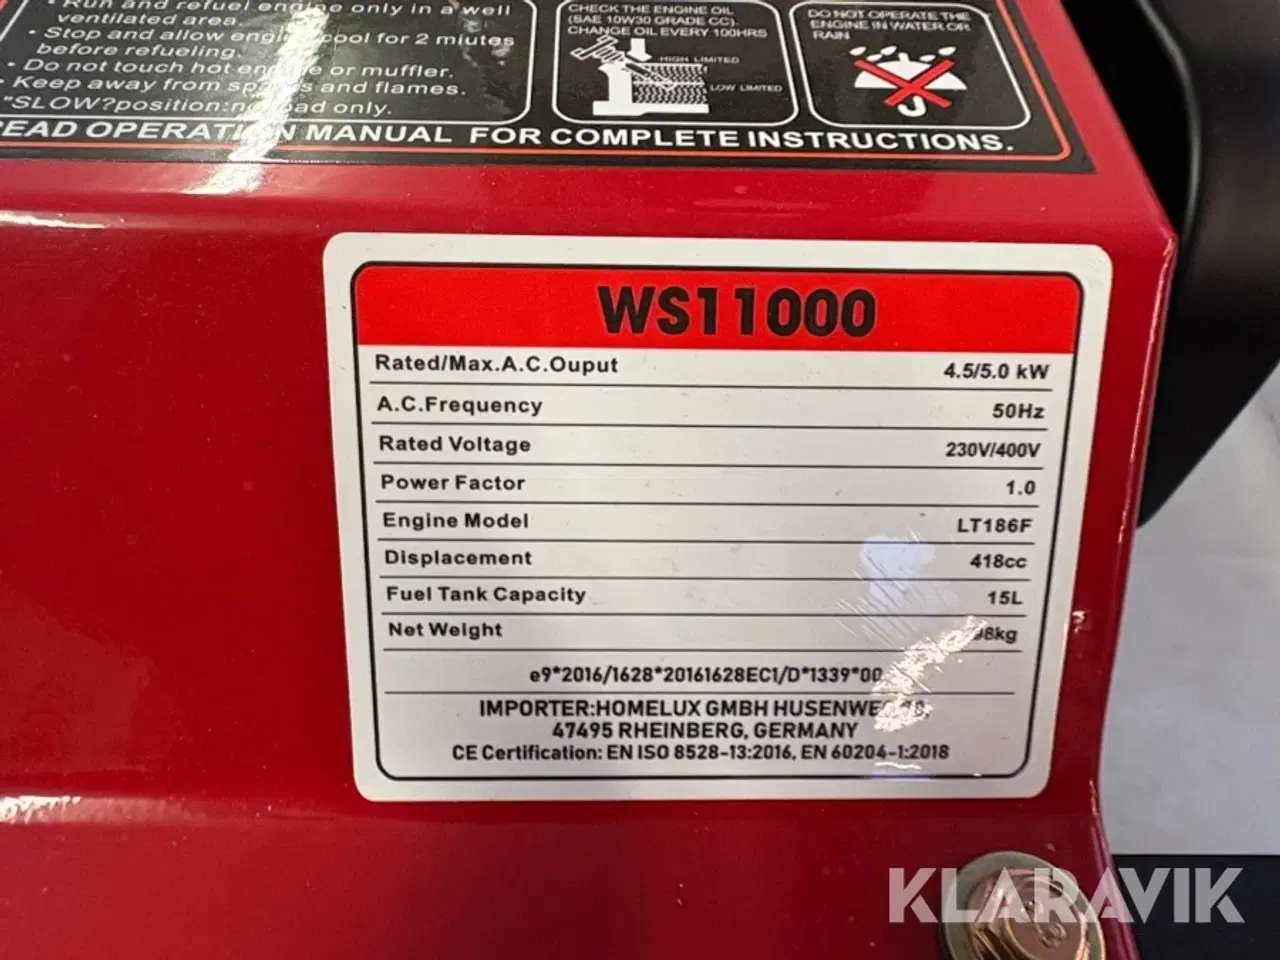 • Run and refuel engine only in a well
ventilated area.
• Stop and allow engine cool for 2 miutes
before refueling.
• Do not touch hot engine or muffler.
• Keep away from sparks and flames.
"SLOW?position:no load only.
READ OPERATION MANUAL FOR COMPLETE INSTRUCTIONS.
CHECK THE ENGINE OIL
(SAE 10W30 GRADE CC).
CHANGE OIL EVERY 100HRS
HIGH LIMITED
LOW LIMITED
DO NOT OPERATE THE
ENGINE IN WATER OR
RAIN
WS11000
Rated/Max.A.C.Ouput 4.5/5.0 kW
A.C.Frequency 50Hz
Rated Voltage 230V/400V
Power Factor 1.0
Engine Model LT186F
Displacement 418cc
Fuel Tank Capacity 15L
Net Weight 98kg
e9*2016/1628*20161628EC1/D*1339*00
IMPORTER:HOMELUX GMBH HUSENWEG
47495 RHEINBERG, GERMANY
CE Certification: EN ISO 8528-13:2016, EN 60204-1:2018
KLARAVIK